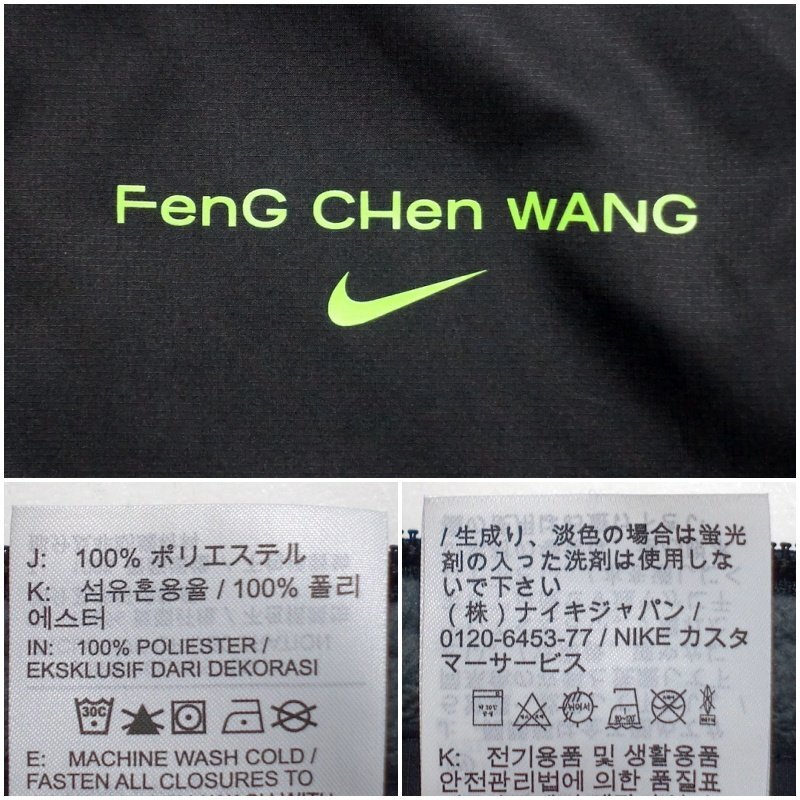 FenG CHen WANG
J: 100% ポリエステル
K: 섬유혼용율 / 100% 폴리
에스터
IN: 100% POLIESTER /
EKSKLUSIF DARI DEKORASI
30C
E: MACHINE WASH COLD /
FASTEN ALL CLOSURES TO
/ 生成り、淡色の場合は蛍光
剤の入った洗剤は使用しな
いで下さい
（株）ナイキジャパン /
0120-6453-77 / NIKE カスタ
マーサービス
약 30℃
중성
K: 전기용품 및 생활용품
안전관리법에 의한 품질표